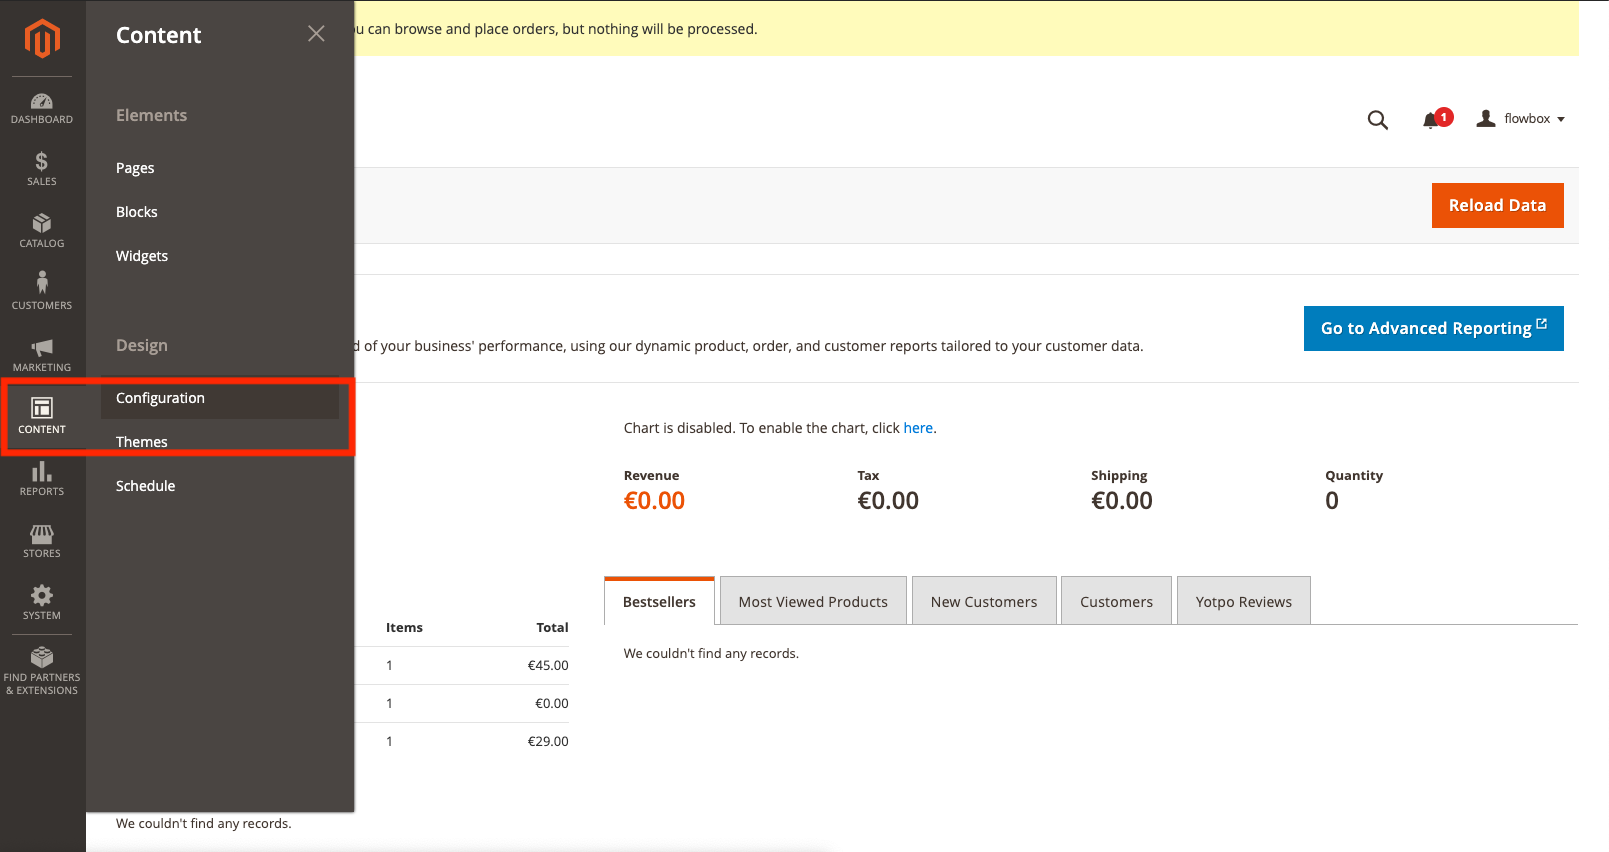 Content
Elements
Pages
Blocks
Widgets
Design
Configuration
Themes
Schedule
DASHBOARD
SALES
CATALOG
CUSTOMERS
MARKETING
CONTENT
REPORTS
STORES
SYSTEM
FIND PARTNERS
& EXTENSIONS
can browse and place orders, but nothing will be processed.
1
flowbox
Reload Data
Go to Advanced Reporting
of your business' performance, using our dynamic product, order, and customer reports tailored to your customer data.
Chart is disabled. To enable the chart, click here.
Revenue Tax Shipping Quantity
€0.00 €0.00 €0.00 0
Bestsellers Most Viewed Products New Customers Customers Yotpo Reviews
We couldn't find any records.
Items Total
1 €45.00
1 €0.00
1 €29.00
We couldn't find any records.